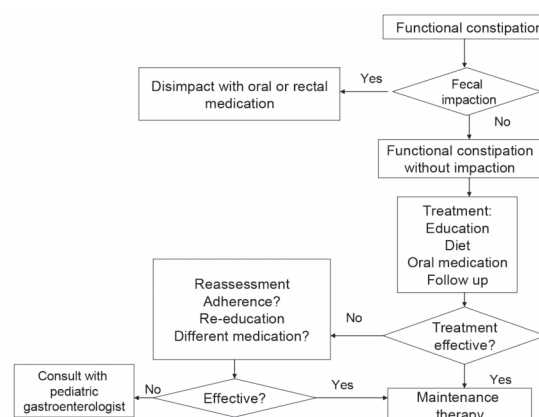 Functional constipation
Fecal
impaction
Yes
Disimpact with oral or rectal
medication
No
Functional constipation
without impaction
Treatment:
Education
Diet
Oral medication
Follow up
Treatment
effective?
No
Reassessment
Adherence?
Re-education
Different medication?
Yes
Effective?
No
Consult with
pediatric
gastroenterologist
Yes
Maintenance
therapy